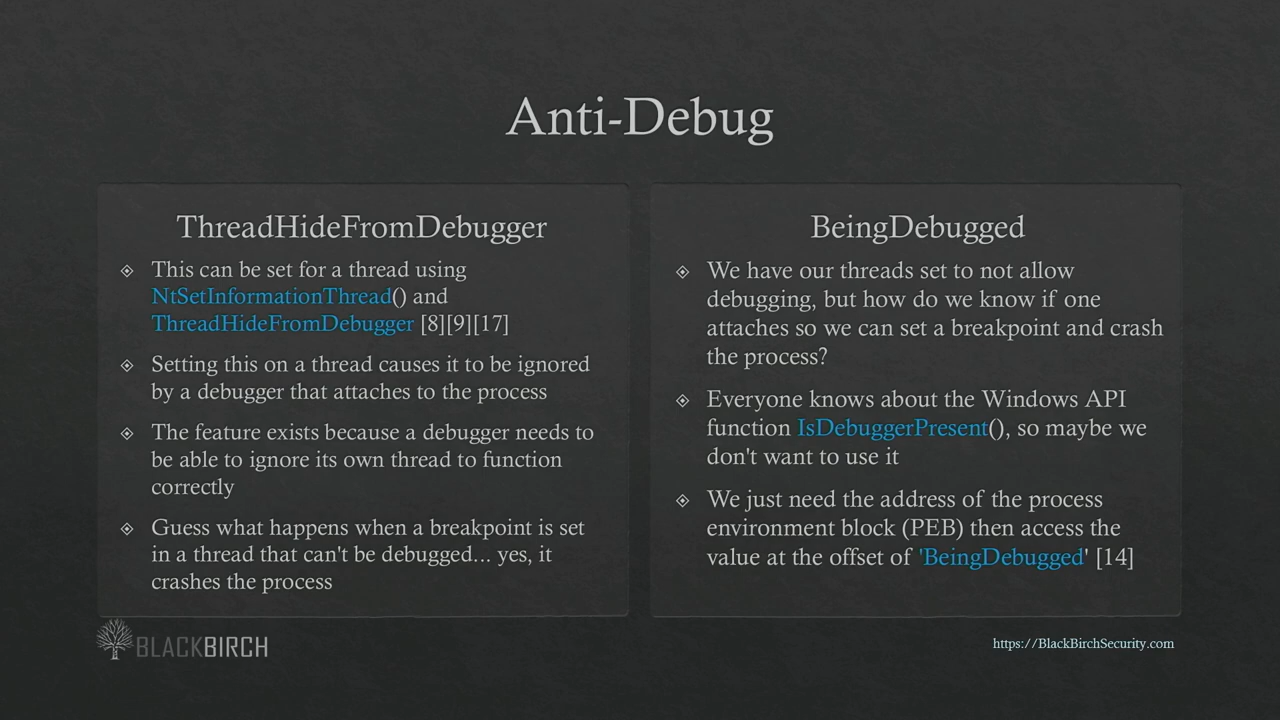 Anti-Debug
ThreadHideFromDebugger
This can be set for a thread using
NtSetInformationThread() and
ThreadHideFromDebugger [8][9][17]
Setting this on a thread causes it to be ignored
by a debugger that attaches to the process
The feature exists because a debugger needs to
be able to ignore its own thread to function
correctly
Guess what happens when a breakpoint is set
in a thread that can't be debugged... yes, it
crashes the process
BeingDebugged
We have our threads set to not allow
debugging, but how do we know if one
attaches so we can set a breakpoint and crash
the process?
Everyone knows about the Windows API
function IsDebuggerPresent(), so maybe we
don't want to use it
We just need the address of the process
environment block (PEB) then access the
value at the offset of 'BeingDebugged' [14]
BLACKBIRCH
https://BlackBirchSecurity.com